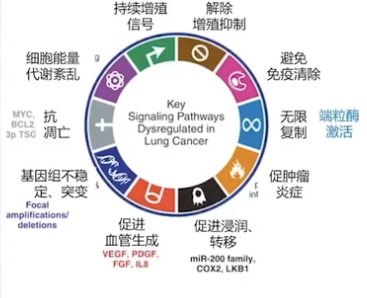 持续增殖
信号
解除
增殖抑制
细胞能量
代谢紊乱
避免
免疫清除
MYC,
BCL2,
3p TSG
抗
凋亡
Key
Signaling Pathways
Dysregulated in
Lung Cancer
无限
复制
端粒酶
激活
基因组不稳
定、突变
Focal
amplifications/
deletions
促肿瘤
炎症
促进
血管生成
VEGF, PDGF,
FGF, IL8
促进浸润、
转移
miR-200 family,
COX2, LKB1